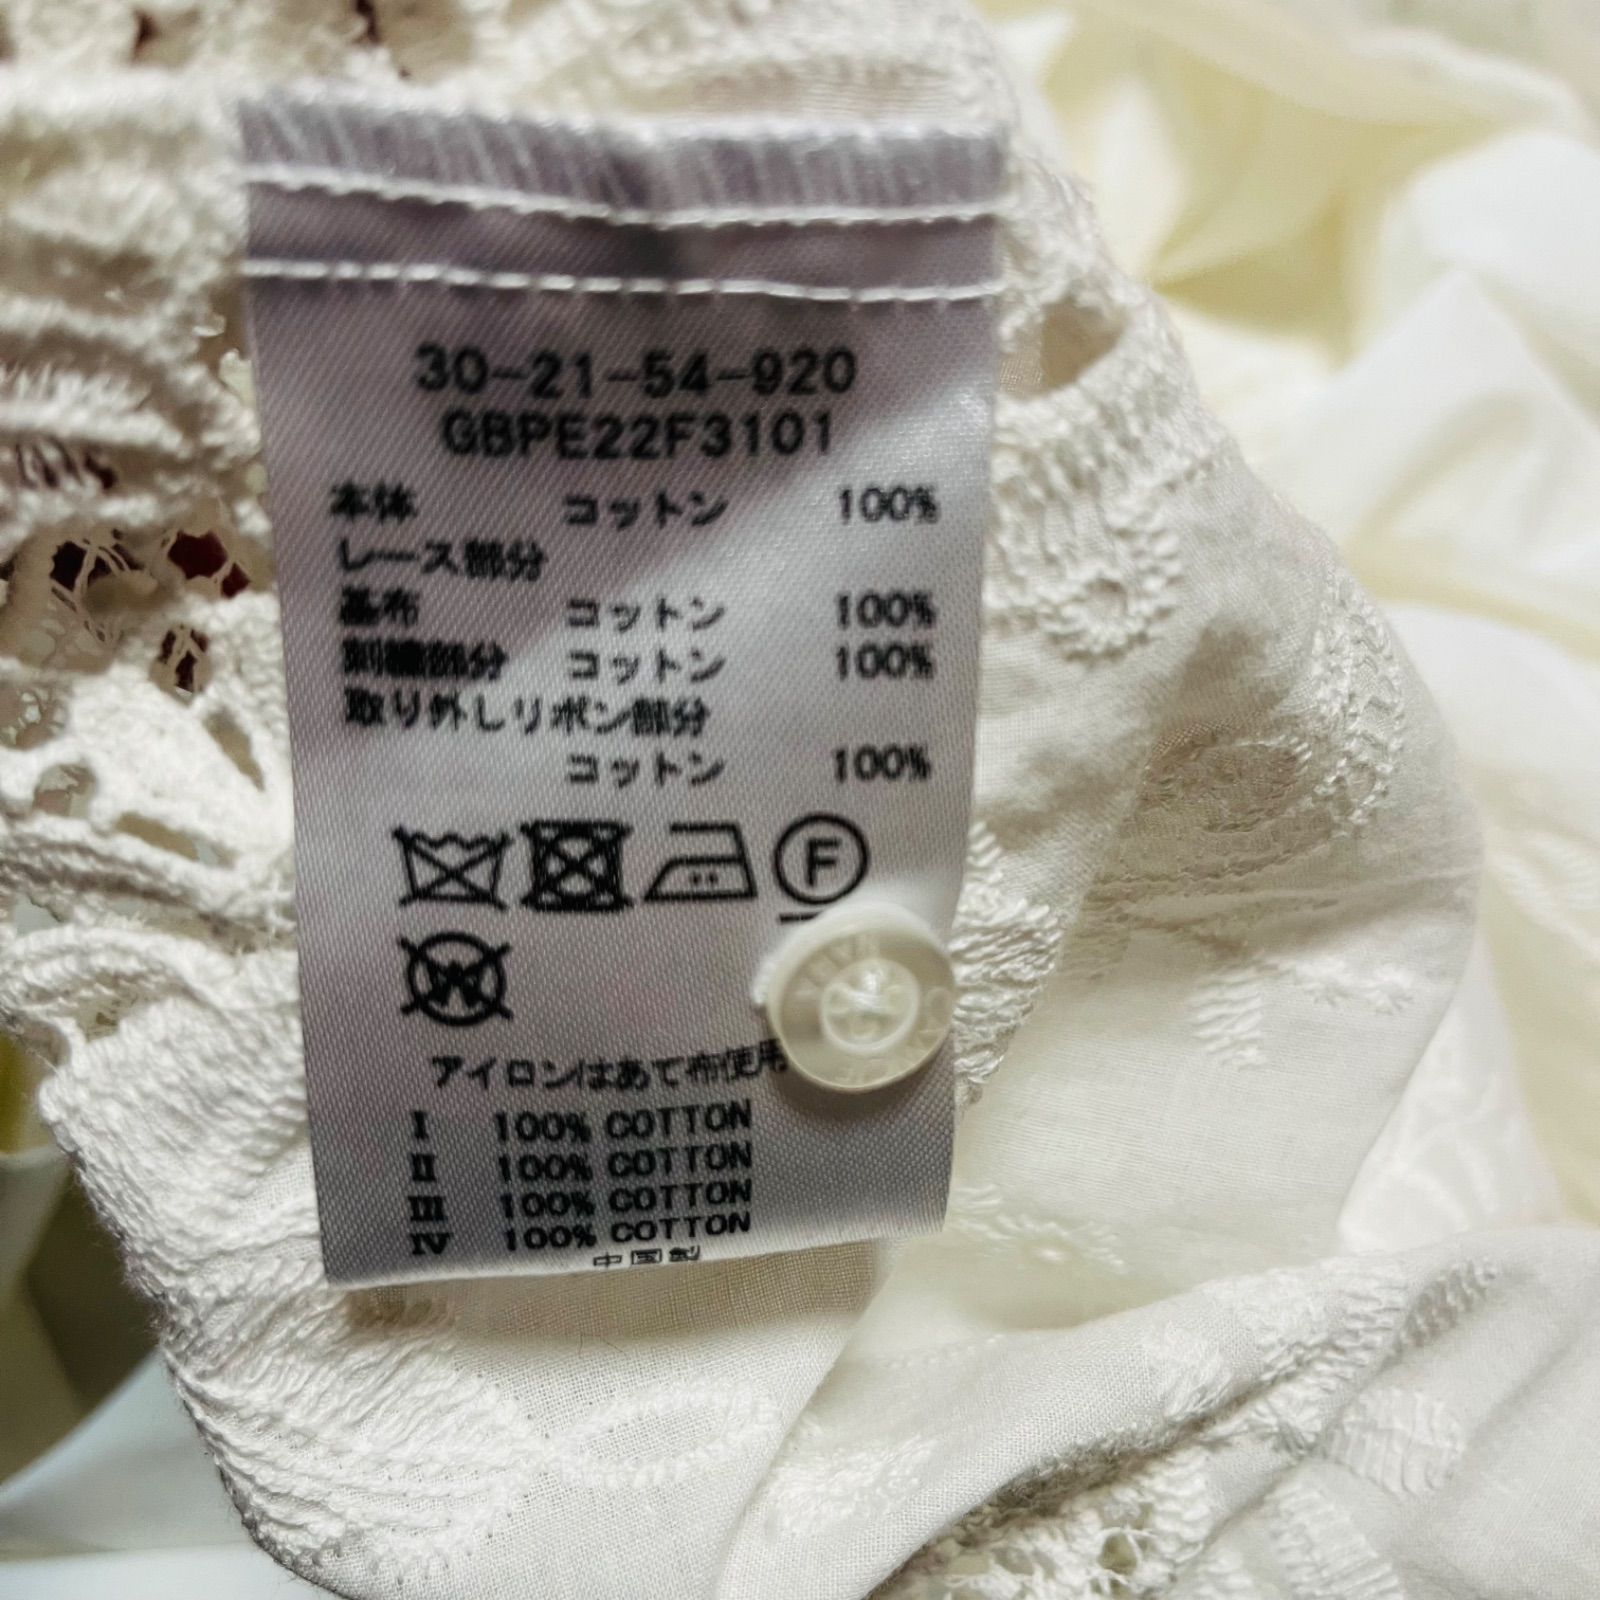 30-21-54-920
GBPE22F3101
本体 コットン 100%
レース部分
基布 コットン 100%
刺繍部分 コットン 100%
取り外しリボン部分
コットン 100%
F
W
アイロンはあて布使用
I 100% COTTON
II 100% COTTON
III 100% COTTON
IV 100% COTTON
中国製